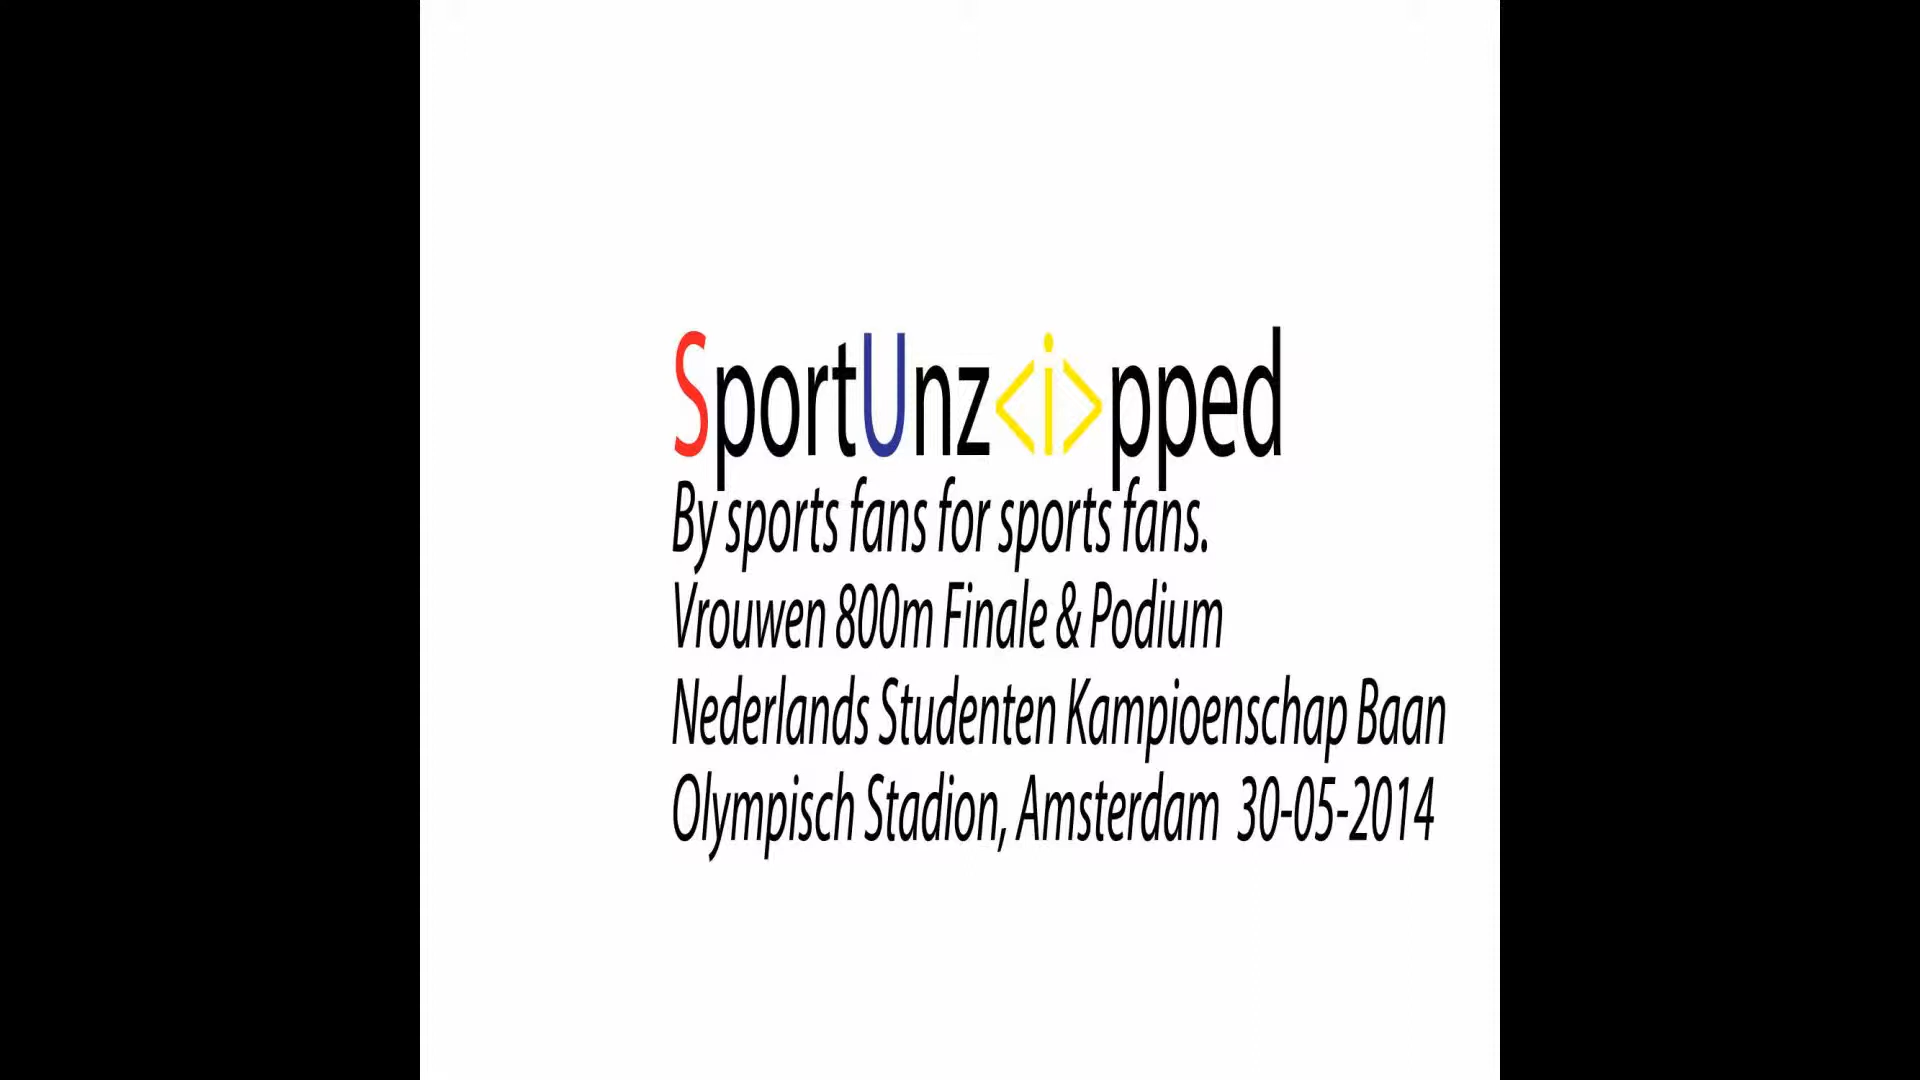 SportUnz<i>pped
By sports fans for sports fans.
Vrouwen 800m Finale & Podium
Nederlands Studenten Kampioenschap Baan
Olympisch Stadion, Amsterdam 30-05-2014